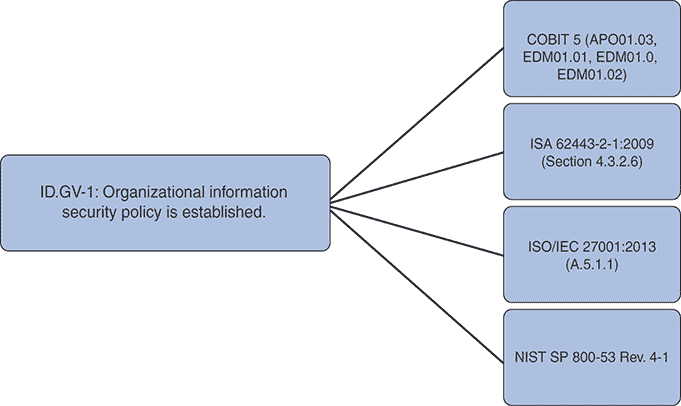 COBIT 5 (APO01.03,
EDM01.01, EDM01.0,
EDM01.02)
ISA 62443-2-1:2009
(Section 4.3.2.6)
ID.GV-1: Organizational information
security policy is established.
ISO/IEC 27001:2013
(A.5.1.1)
NIST SP 800-53 Rev. 4-1